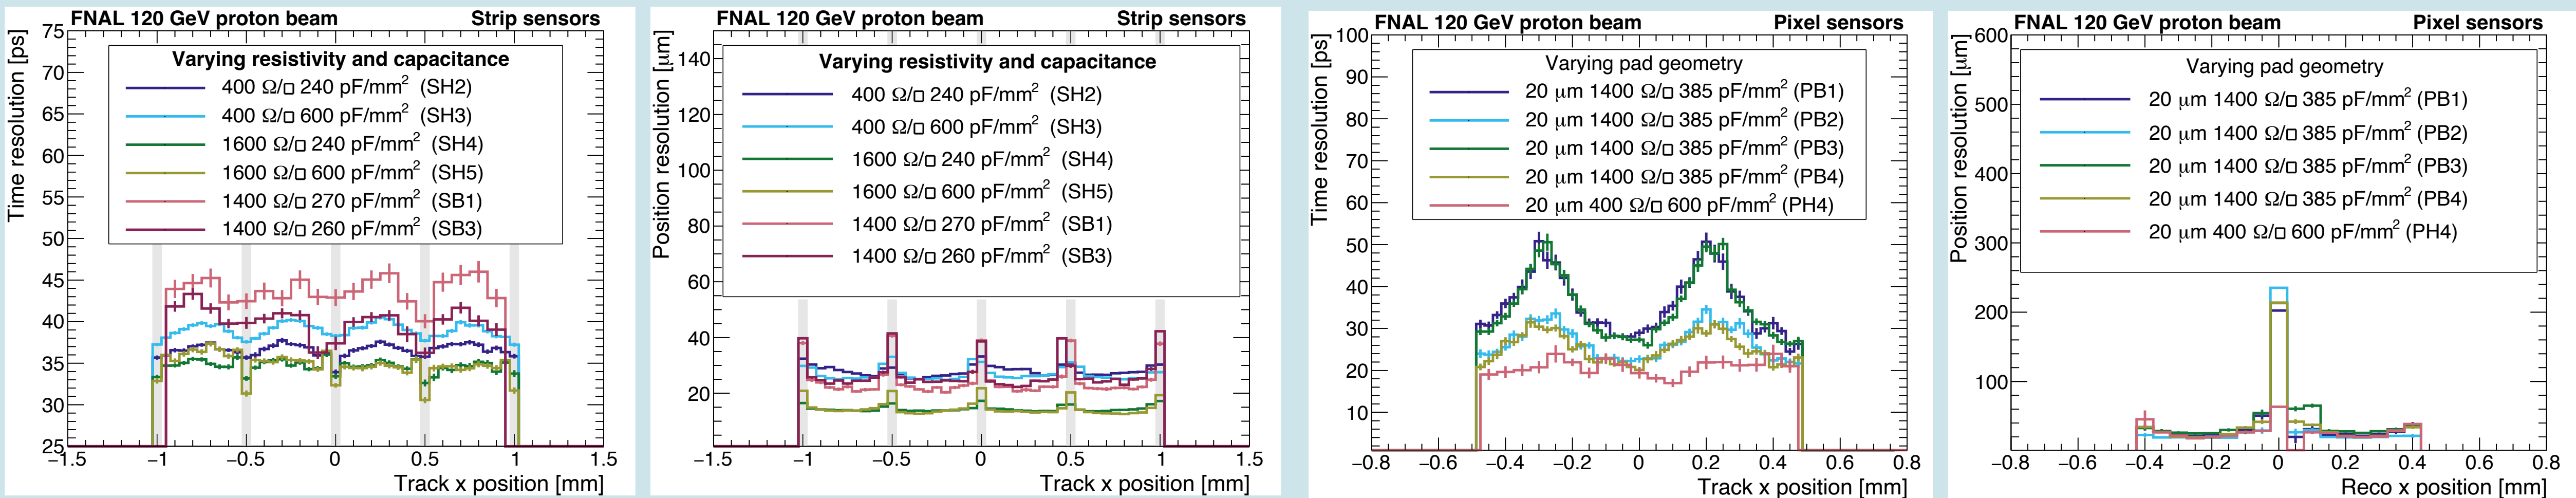 FNAL 120 GeV proton beam Strip sensors
Time resolution [ps]
Varying resistivity and capacitance
400 Ω/□ 240 pF/mm² (SH2)
400 Ω/□ 600 pF/mm² (SH3)
1600 Ω/□ 240 pF/mm² (SH4)
1600 Ω/□ 600 pF/mm² (SH5)
1400 Ω/□ 270 pF/mm² (SB1)
1400 Ω/□ 260 pF/mm² (SB3)
75
70
65
60
55
50
45
40
35
30
25
−1.5 −1 −0.5 0 0.5 1 1.5
Track x position [mm]
FNAL 120 GeV proton beam Strip sensors
Position resolution [μm]
Varying resistivity and capacitance
400 Ω/□ 240 pF/mm² (SH2)
400 Ω/□ 600 pF/mm² (SH3)
1600 Ω/□ 240 pF/mm² (SH4)
1600 Ω/□ 600 pF/mm² (SH5)
1400 Ω/□ 270 pF/mm² (SB1)
1400 Ω/□ 260 pF/mm² (SB3)
140
120
100
80
60
40
20
−1.5 −1 −0.5 0 0.5 1 1.5
Track x position [mm]
FNAL 120 GeV proton beam Pixel sensors
Time resolution [ps]
Varying pad geometry
20 μm 1400 Ω/□ 385 pF/mm² (PB1)
20 μm 1400 Ω/□ 385 pF/mm² (PB2)
20 μm 1400 Ω/□ 385 pF/mm² (PB3)
20 μm 1400 Ω/□ 385 pF/mm² (PB4)
20 μm 400 Ω/□ 600 pF/mm² (PH4)
100
90
80
70
60
50
40
30
20
10
−0.8 −0.6 −0.4 −0.2 0 0.2 0.4 0.6 0.8
Track x position [mm]
FNAL 120 GeV proton beam Pixel sensors
Position resolution [μm]
Varying pad geometry
20 μm 1400 Ω/□ 385 pF/mm² (PB1)
20 μm 1400 Ω/□ 385 pF/mm² (PB2)
20 μm 1400 Ω/□ 385 pF/mm² (PB3)
20 μm 1400 Ω/□ 385 pF/mm² (PB4)
20 μm 400 Ω/□ 600 pF/mm² (PH4)
600
500
400
300
200
100
−0.8 −0.6 −0.4 −0.2 0 0.2 0.4 0.6 0.8
Reco x position [mm]